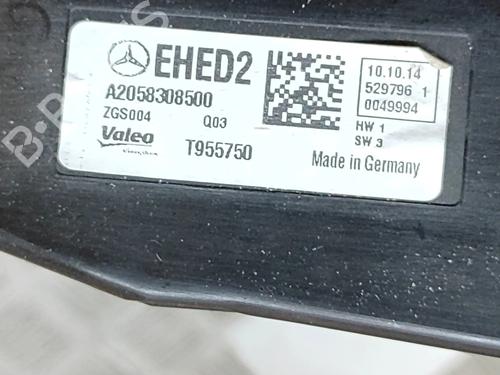 EHED2
A2058308500
ZGS004 Q03
Valeo T955750
10.10.14
529796 1
0049994
HW 1
SW 3
Made in Germany